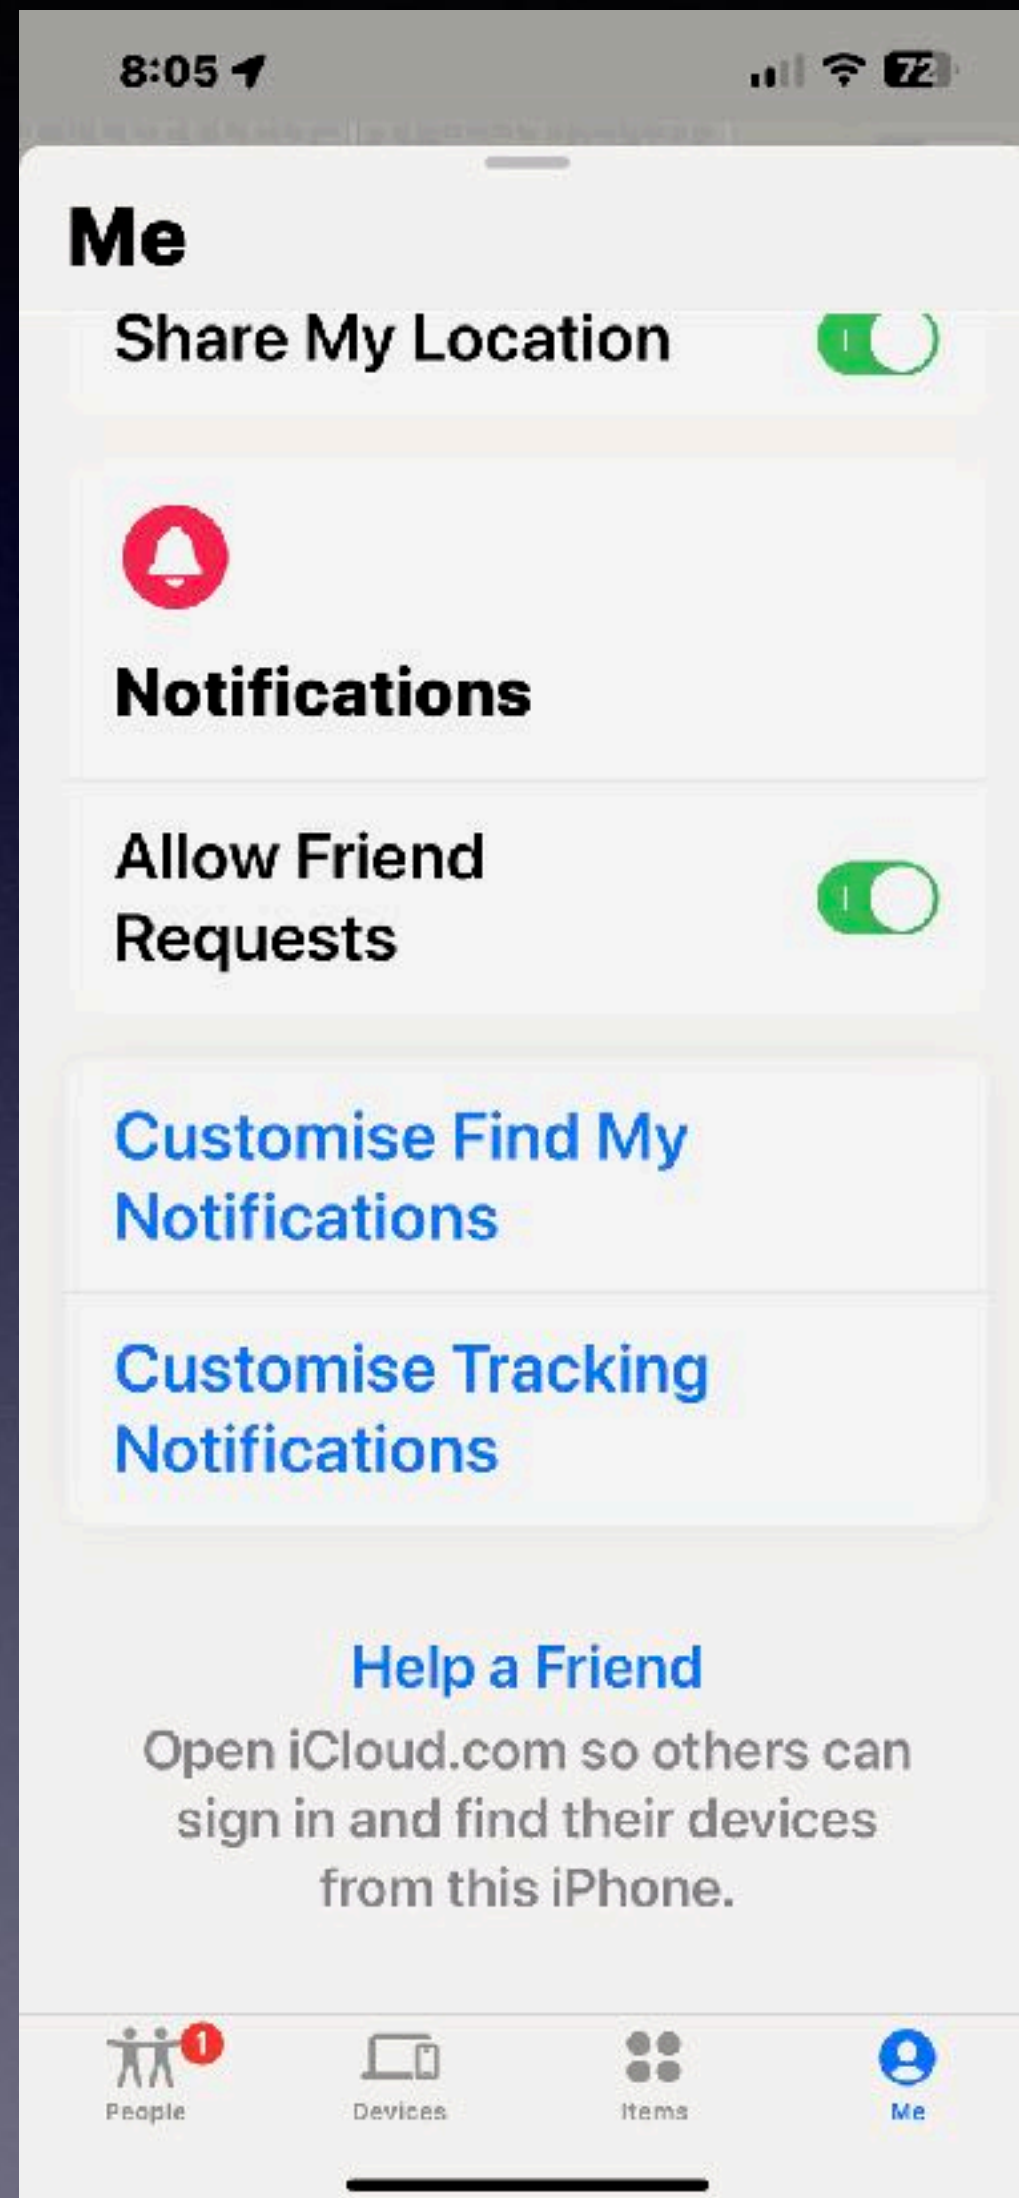 8:05
72
Me
Share My Location
Notifications
Allow Friend
Requests
Customise Find My
Notifications
Customise Tracking
Notifications
Help a Friend
Open iCloud.com so others can
sign in and find their devices
from this iPhone.
1
People
Devices
Items
Me